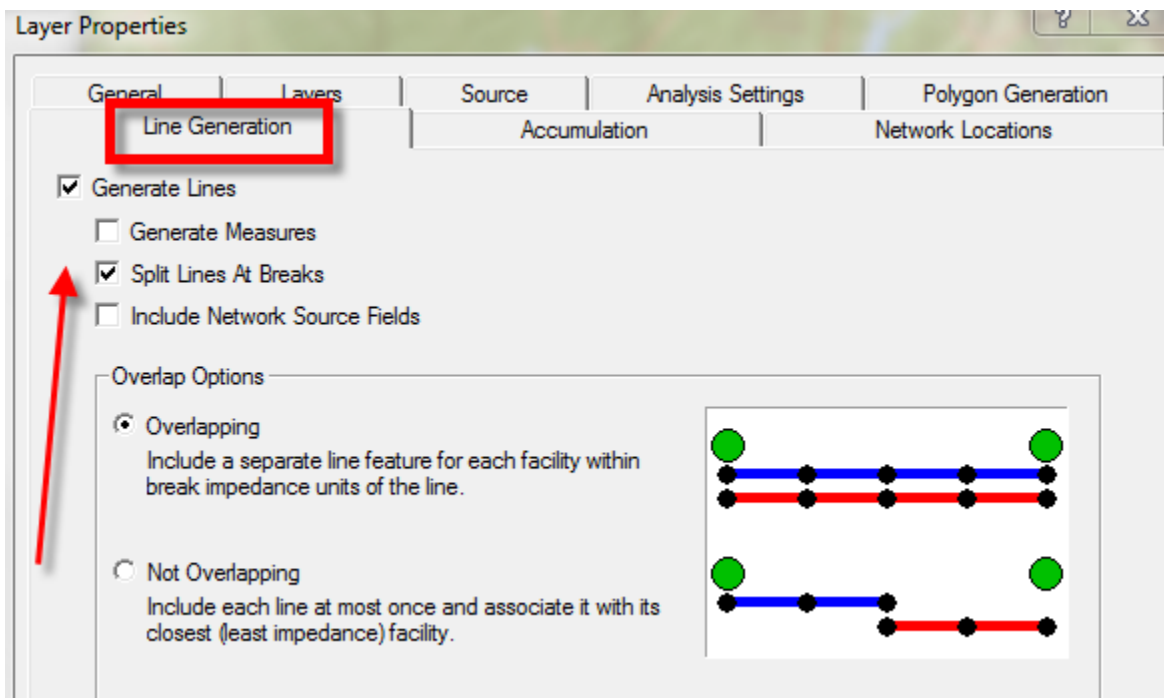 Layer Properties
?
General
Layers
Source
Analysis Settings
Polygon Generation
Line Generation
Accumulation
Network Locations
Generate Lines
Generate Measures
Split Lines At Breaks
Include Network Source Fields
Overlap Options
Overlapping
Include a separate line feature for each facility within
break impedance units of the line.
Not Overlapping
Include each line at most once and associate it with its
closest (least impedance) facility.